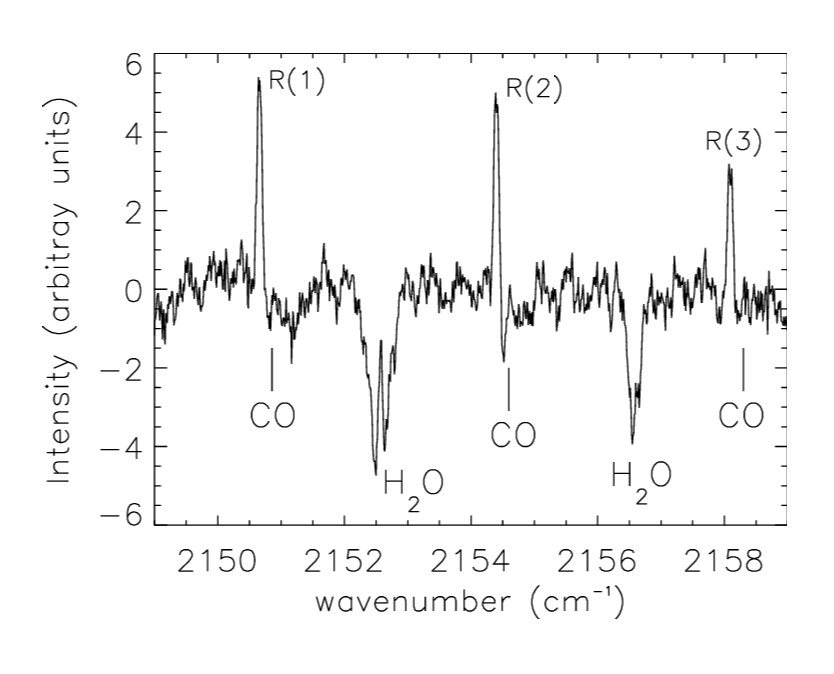 6
R(1)
R(2)
R(3)
4
2
0
−2
−4
−6
CO
H2O
CO
H2O
CO
2150 2152 2154 2156 2158
wavenumber (cm−1)
Intensity (arbitray units)